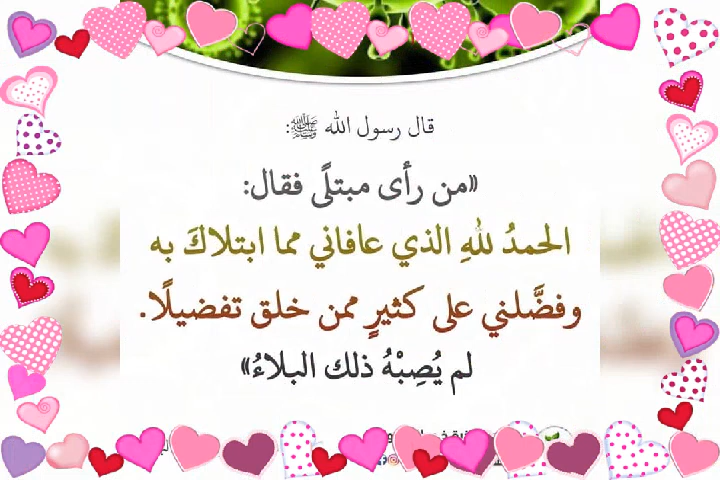 قال رسول الله ﷺ:
«من رأى مبتلًى فقال:
الحمدُ للهِ الذي عافاني مما ابتلاكَ به
وفضَّلني على كثيرٍ ممن خلق تفضيلًا.
لم يُصِبْهُ ذلك البلاءُ»